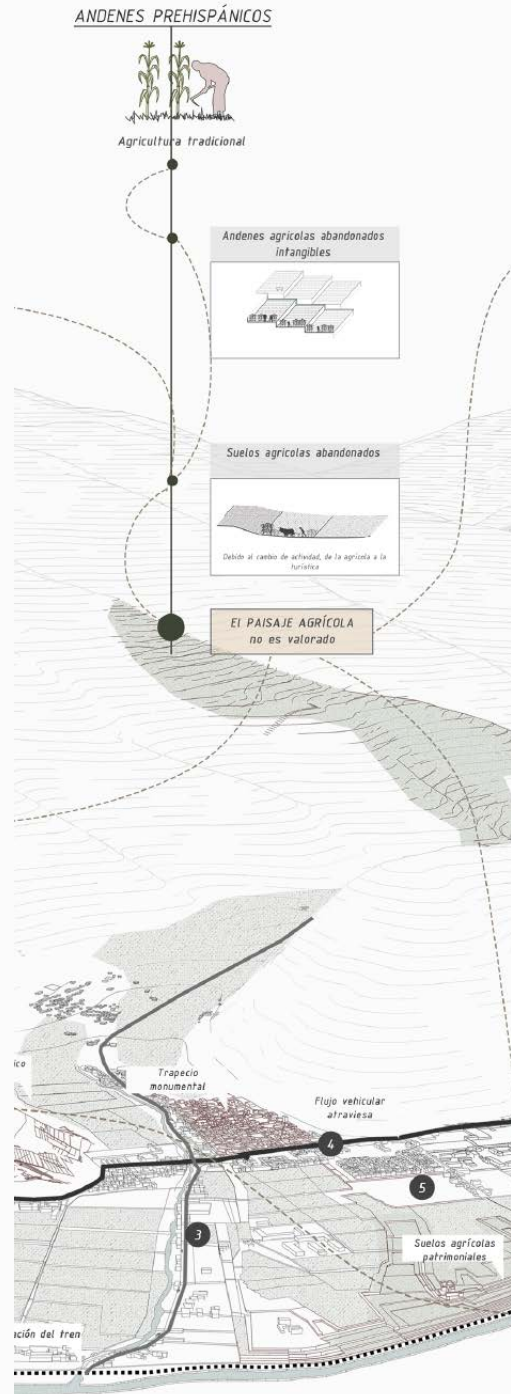 ANDENES PREHISPÁNICOS
Agricultura tradicional
Andenes agrícolas abandonados
intangibles
Suelos agrícolas abandonados
Debido al cambio de actividad, de la agrícola a la
turística
El PAISAJE AGRÍCOLA
no es valorado
ico
Trapecio
monumental
Flujo vehicular
atraviesa
4
5
3
Suelos agrícolas
patrimoniales
ación del tren